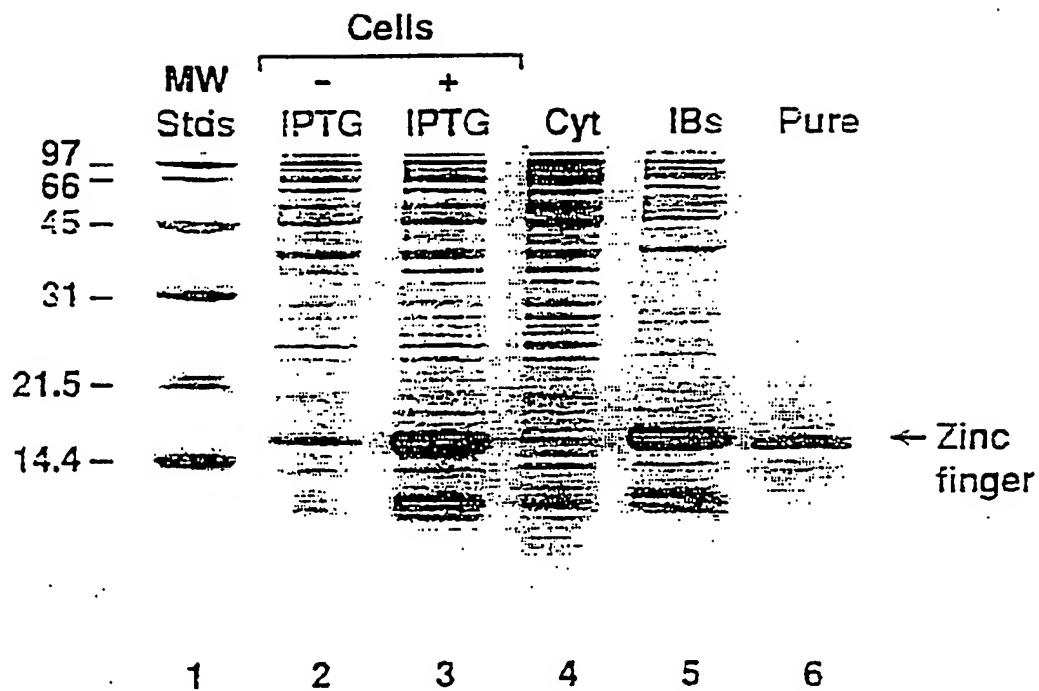 Cells
MW - +
Stds IPTG IPTG Cyt IBs Pure
97 –
66
45 –
31 –
21.5 –
14.4 –
← Zinc
finger
1 2 3 4 5 6